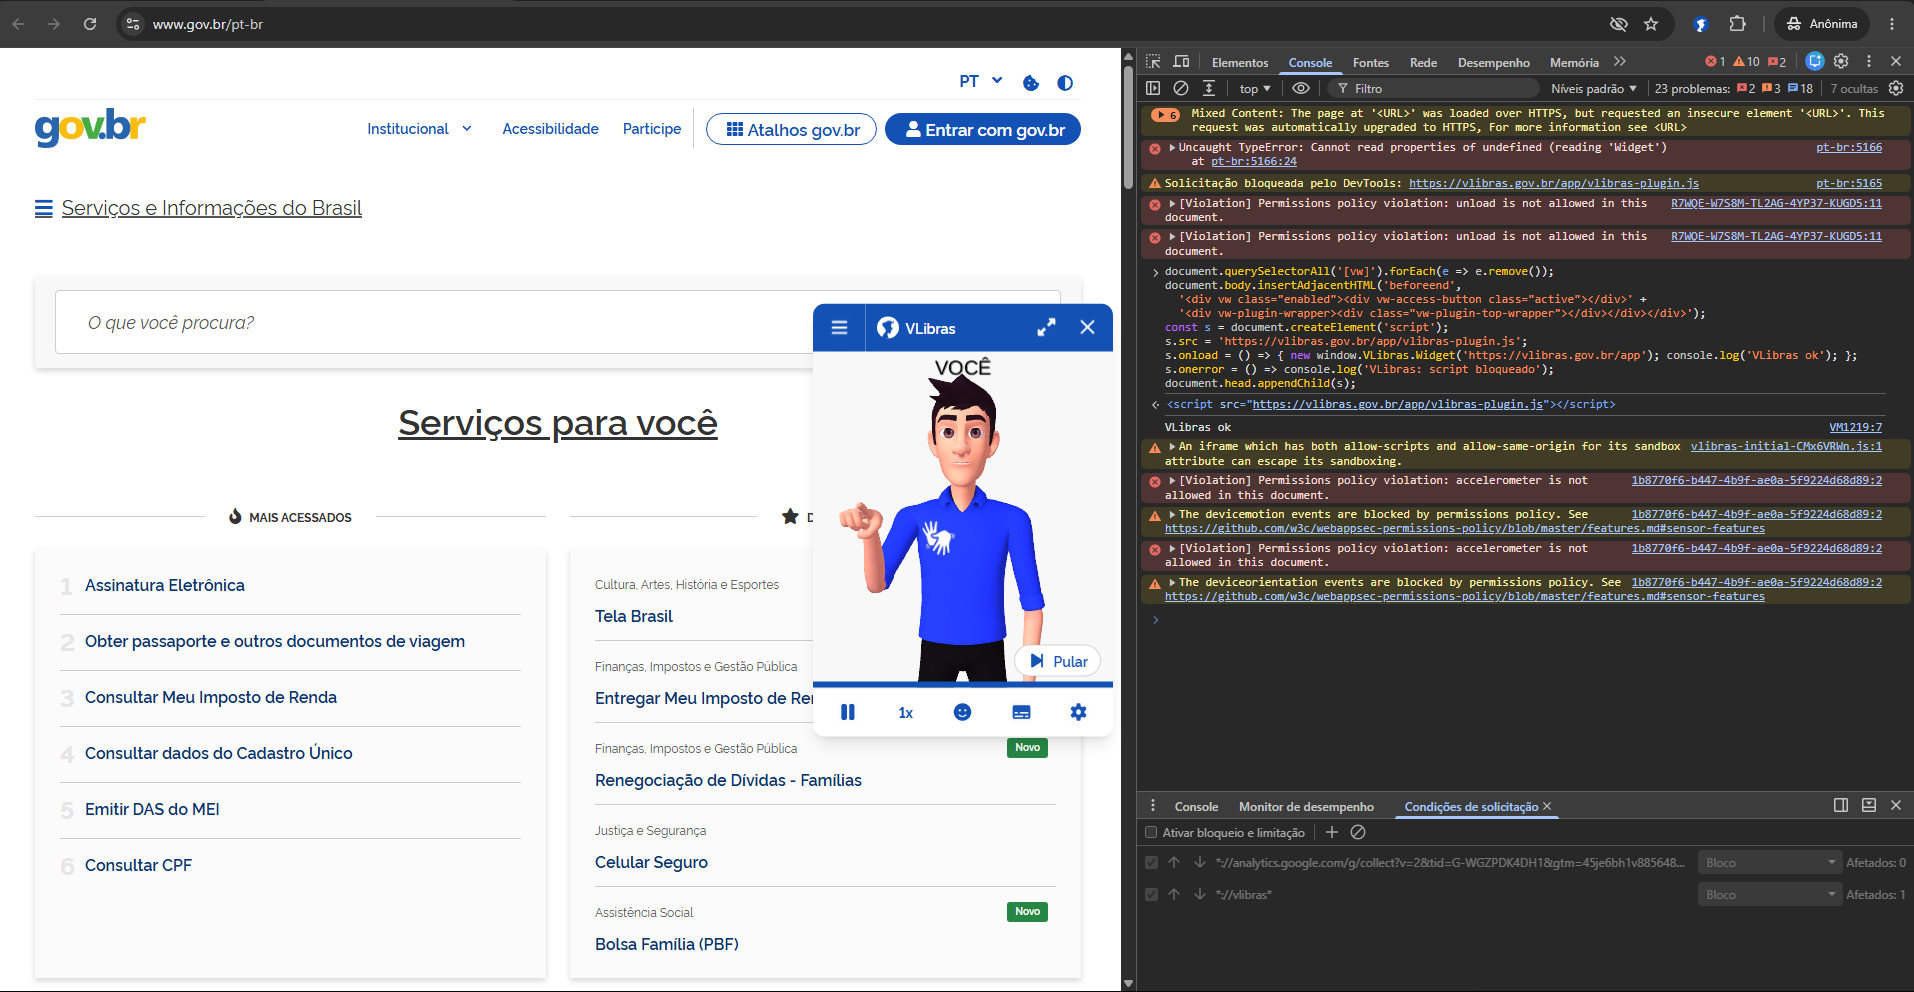 www.gov.br/pt-br
Anônima
PT
gov.br
Institucional
Acessibilidade
Participe
Atalhos gov.br
Entrar com gov.br
Serviços e Informações do Brasil
O que você procura?
Serviços para você
MAIS ACESSADOS
D
1 Assinatura Eletrônica
2 Obter passaporte e outros documentos de viagem
3 Consultar Meu Imposto de Renda
4 Consultar dados do Cadastro Único
5 Emitir DAS do MEI
6 Consultar CPF
Cultura, Artes, História e Esportes
Tela Brasil
Finanças, Impostos e Gestão Pública
Entregar Meu Imposto de Re
Finanças, Impostos e Gestão Pública
Novo
Renegociação de Dívidas - Famílias
Justiça e Segurança
Celular Seguro
Assistência Social
Novo
Bolsa Família (PBF)
VLibras
VOCÊ
Pular
1x
Elementos
Console
Fontes
Rede
Desempenho
Memória
1
10
2
top
Filtro
Níveis padrão
23 problemas: 2 3 18
7 ocultas
6 Mixed Content: The page at '<URL>' was loaded over HTTPS, but requested an insecure element '<URL>'. This
request was automatically upgraded to HTTPS, For more information see <URL>
Uncaught TypeError: Cannot read properties of undefined (reading 'Widget') pt-br:5166
at pt-br:5166:24
Solicitação bloqueada pelo DevTools: https://vlibras.gov.br/app/vlibras-plugin.js pt-br:5165
[Violation] Permissions policy violation: unload is not allowed in this R7WQE-W7S8M-TL2AG-4YP37-KUGD5:11
document.
[Violation] Permissions policy violation: unload is not allowed in this R7WQE-W7S8M-TL2AG-4YP37-KUGD5:11
document.
document.querySelectorAll('[vw]').forEach(e => e.remove());
document.body.insertAdjacentHTML('beforeend',
'<div vw class="enabled"><div vw-access-button class="active"></div>' +
'<div vw-plugin-wrapper><div class="vw-plugin-top-wrapper"></div></div></div>');
const s = document.createElement('script');
s.src = 'https://vlibras.gov.br/app/vlibras-plugin.js';
s.onload = () => { new window.VLibras.Widget('https://vlibras.gov.br/app'); console.log('VLibras ok'); };
s.onerror = () => console.log('VLibras: script bloqueado');
document.head.appendChild(s);
<script src="https://vlibras.gov.br/app/vlibras-plugin.js"></script>
VLibras ok VM1219:7
An iframe which has both allow-scripts and allow-same-origin for its sandbox vlibras-initial-CMx6VRWn.js:1
attribute can escape its sandboxing.
[Violation] Permissions policy violation: accelerometer is not 1b8770f6-b447-4b9f-ae0a-5f9224d68d89:2
allowed in this document.
The devicemotion events are blocked by permissions policy. See 1b8770f6-b447-4b9f-ae0a-5f9224d68d89:2
https://github.com/w3c/webappsec-permissions-policy/blob/master/features.md#sensor-features
[Violation] Permissions policy violation: accelerometer is not 1b8770f6-b447-4b9f-ae0a-5f9224d68d89:2
allowed in this document.
The deviceorientation events are blocked by permissions policy. See 1b8770f6-b447-4b9f-ae0a-5f9224d68d89:2
https://github.com/w3c/webappsec-permissions-policy/blob/master/features.md#sensor-features
Console
Monitor de desempenho
Condições de solicitação
Ativar bloqueio e limitação
*://analytics.google.com/g/collect?v=2&tid=G-WGZPDK4DH1&gtm=45je6bh1v885648... Bloco Afetados: 0
*://vlibras* Bloco Afetados: 1